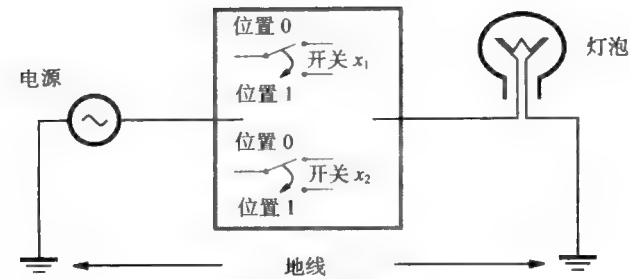 位置 0
开关 x₁
位置 1
电源
灯泡
位置 0
开关 x₂
位置 1
地线